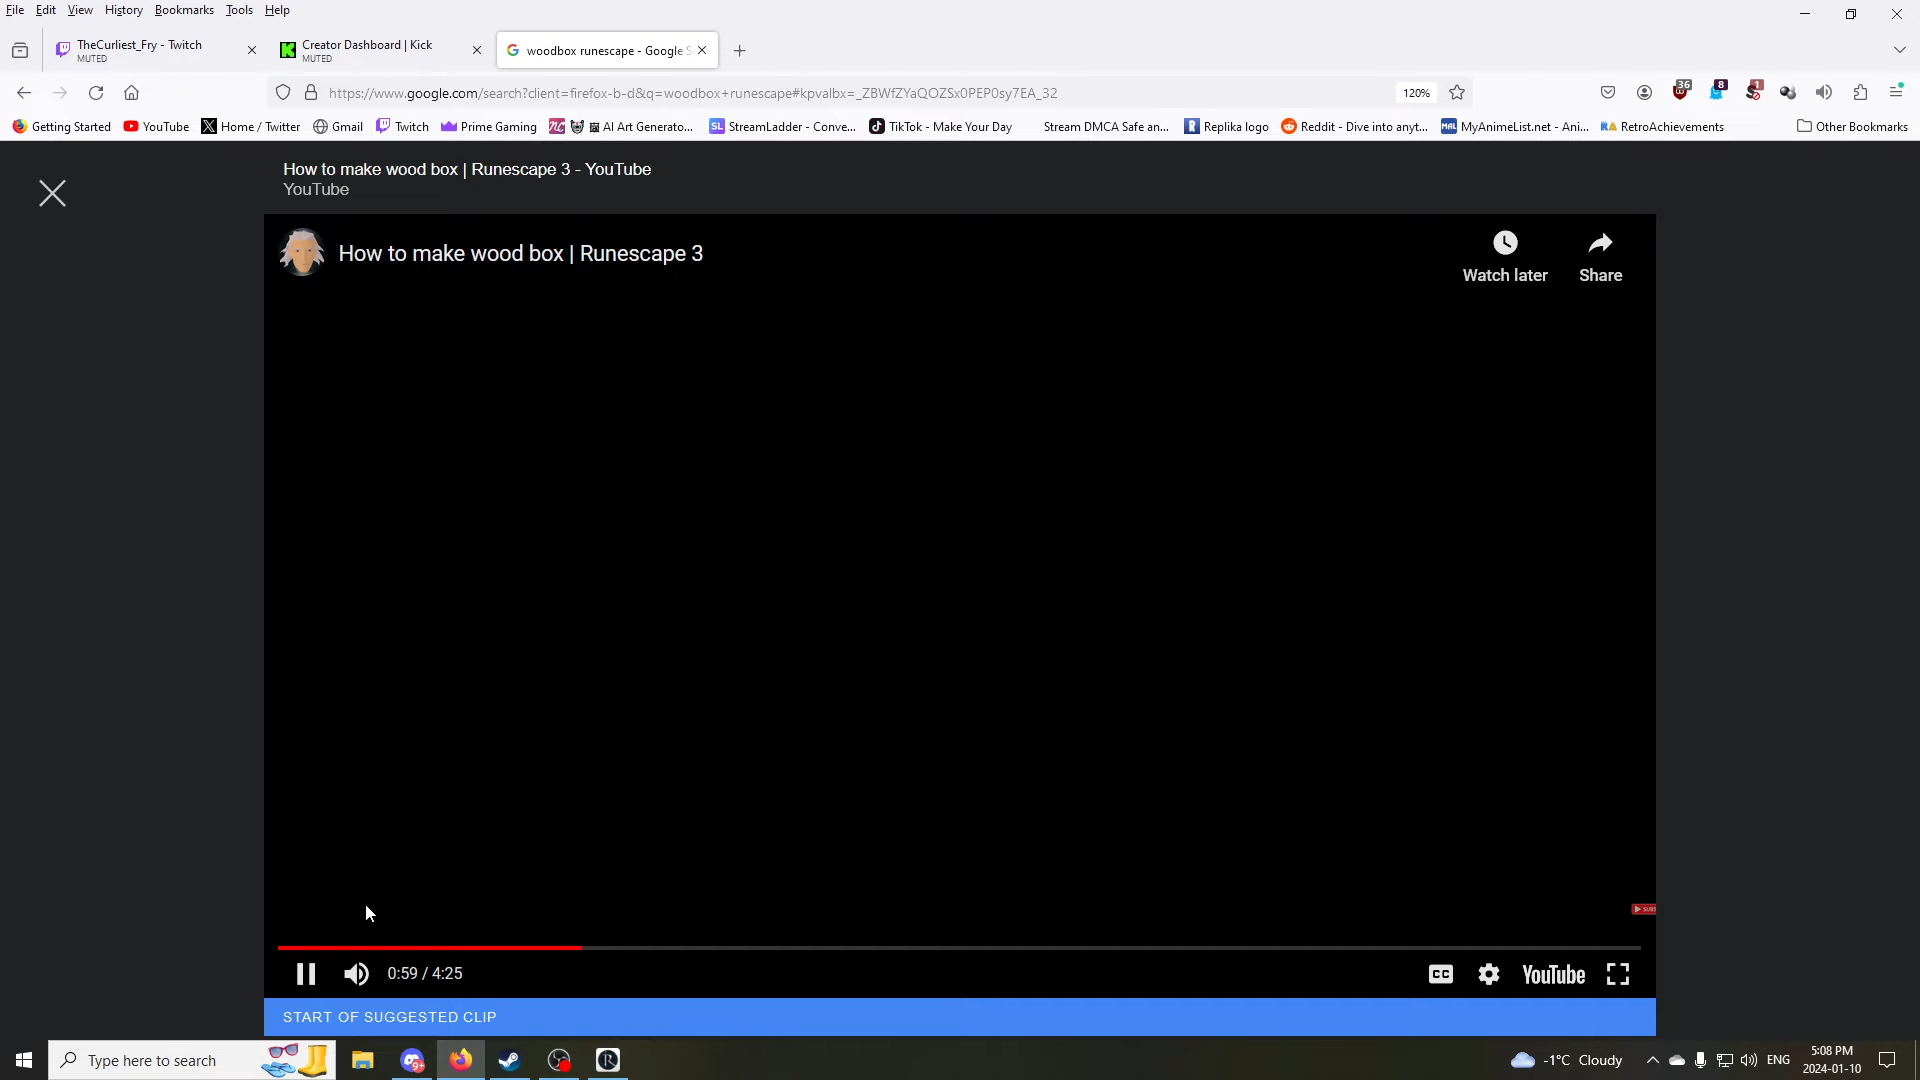 File Edit View History Bookmarks Tools Help
TheCurliest_Fry - Twitch
MUTED
Creator Dashboard | Kick
MUTED
woodbox runescape - Google S
https://www.google.com/search?client=firefox-b-d&q=woodbox+runescape#kpvalbx=_ZBWfZYaQOZSx0PEP0sy7EA_32
120%
36
8
1
Getting Started
YouTube
Home / Twitter
Gmail
Twitch
Prime Gaming
AI Art Generato...
StreamLadder - Conve...
TikTok - Make Your Day
Stream DMCA Safe an...
Replika logo
Reddit - Dive into anyt...
MyAnimeList.net - Ani...
RetroAchievements
Other Bookmarks
How to make wood box | Runescape 3 - YouTube
YouTube
How to make wood box | Runescape 3
Watch later
Share
0:59 / 4:25
CC
YouTube
START OF SUGGESTED CLIP
Type here to search
9+
-1°C Cloudy
ENG
5:08 PM
2024-01-10